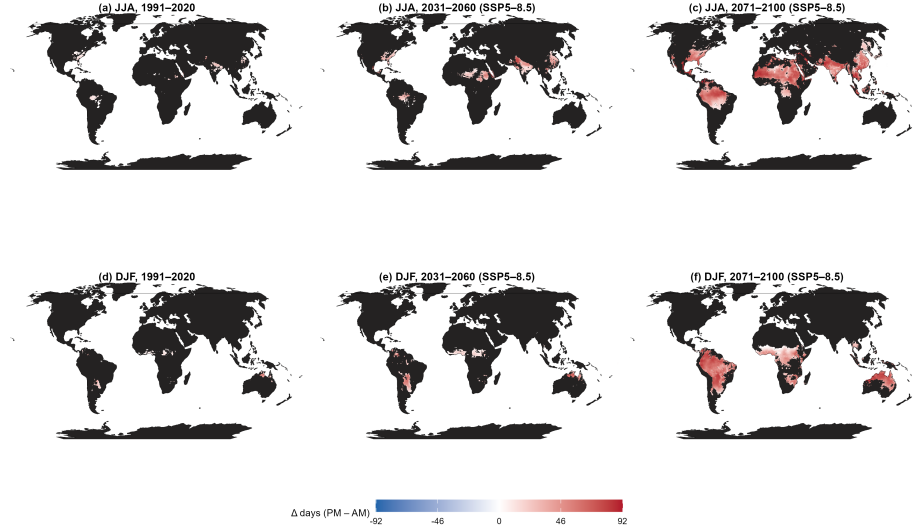 (a) JJA, 1991–2020
(b) JJA, 2031–2060 (SSP5–8.5)
(c) JJA, 2071–2100 (SSP5–8.5)
(d) DJF, 1991–2020
(e) DJF, 2031–2060 (SSP5–8.5)
(f) DJF, 2071–2100 (SSP5–8.5)
Δ days (PM – AM)
-92 -46 0 46 92